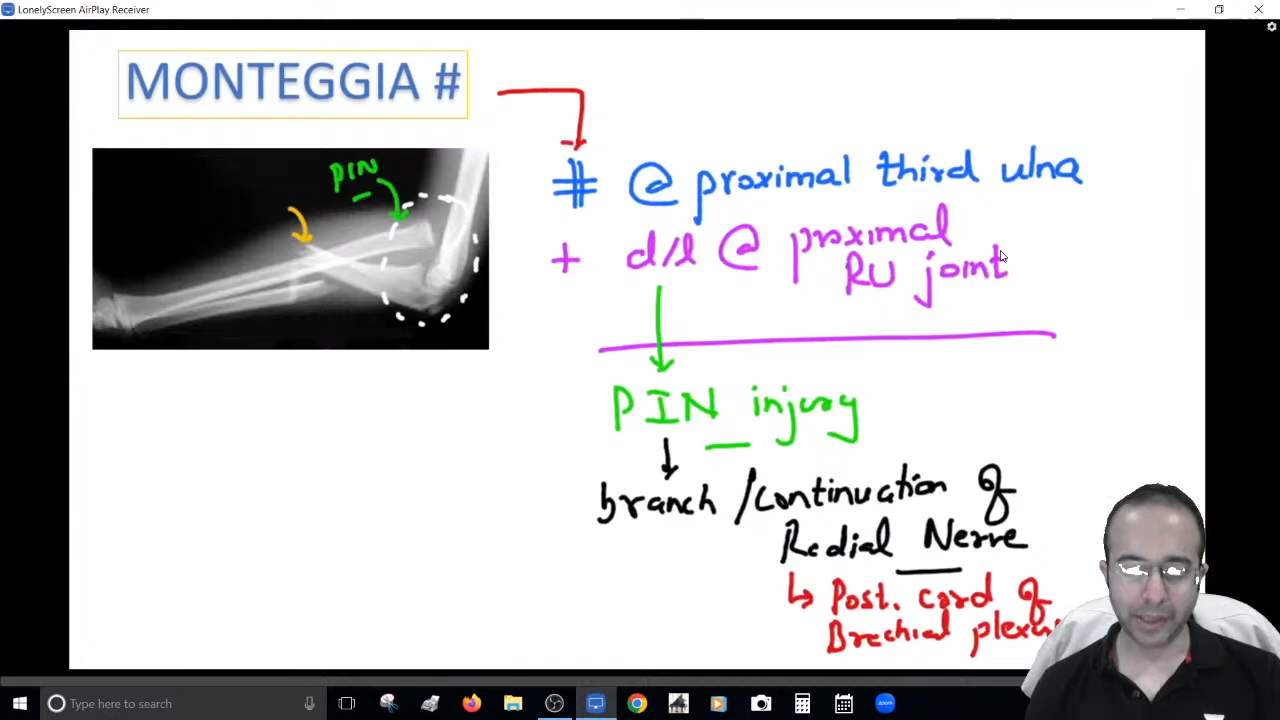 LonelyScreen AirPlay Receiver
MONTEGGIA #
PIN
# @ proximal third ulna
+ d/l @ proximal
RU joint
PIN injury
branch /continuation of
Radial Nerve
↳ Post. cord of
Brachial plexus
Type here to search
zoom